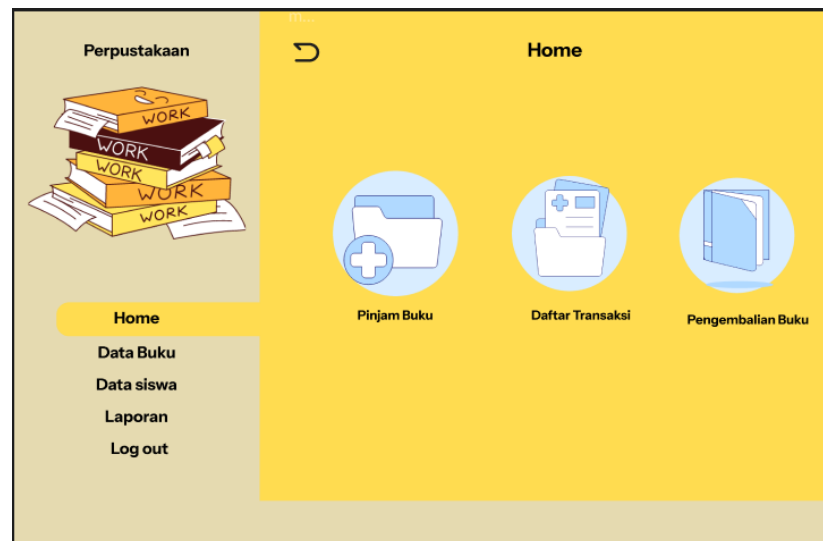 m...
Perpustakaan
Home
WORK
WORK
WORK
WORK
WORK
Pinjam Buku
Daftar Transaksi
Pengembalian Buku
Home
Data Buku
Data siswa
Laporan
Log out